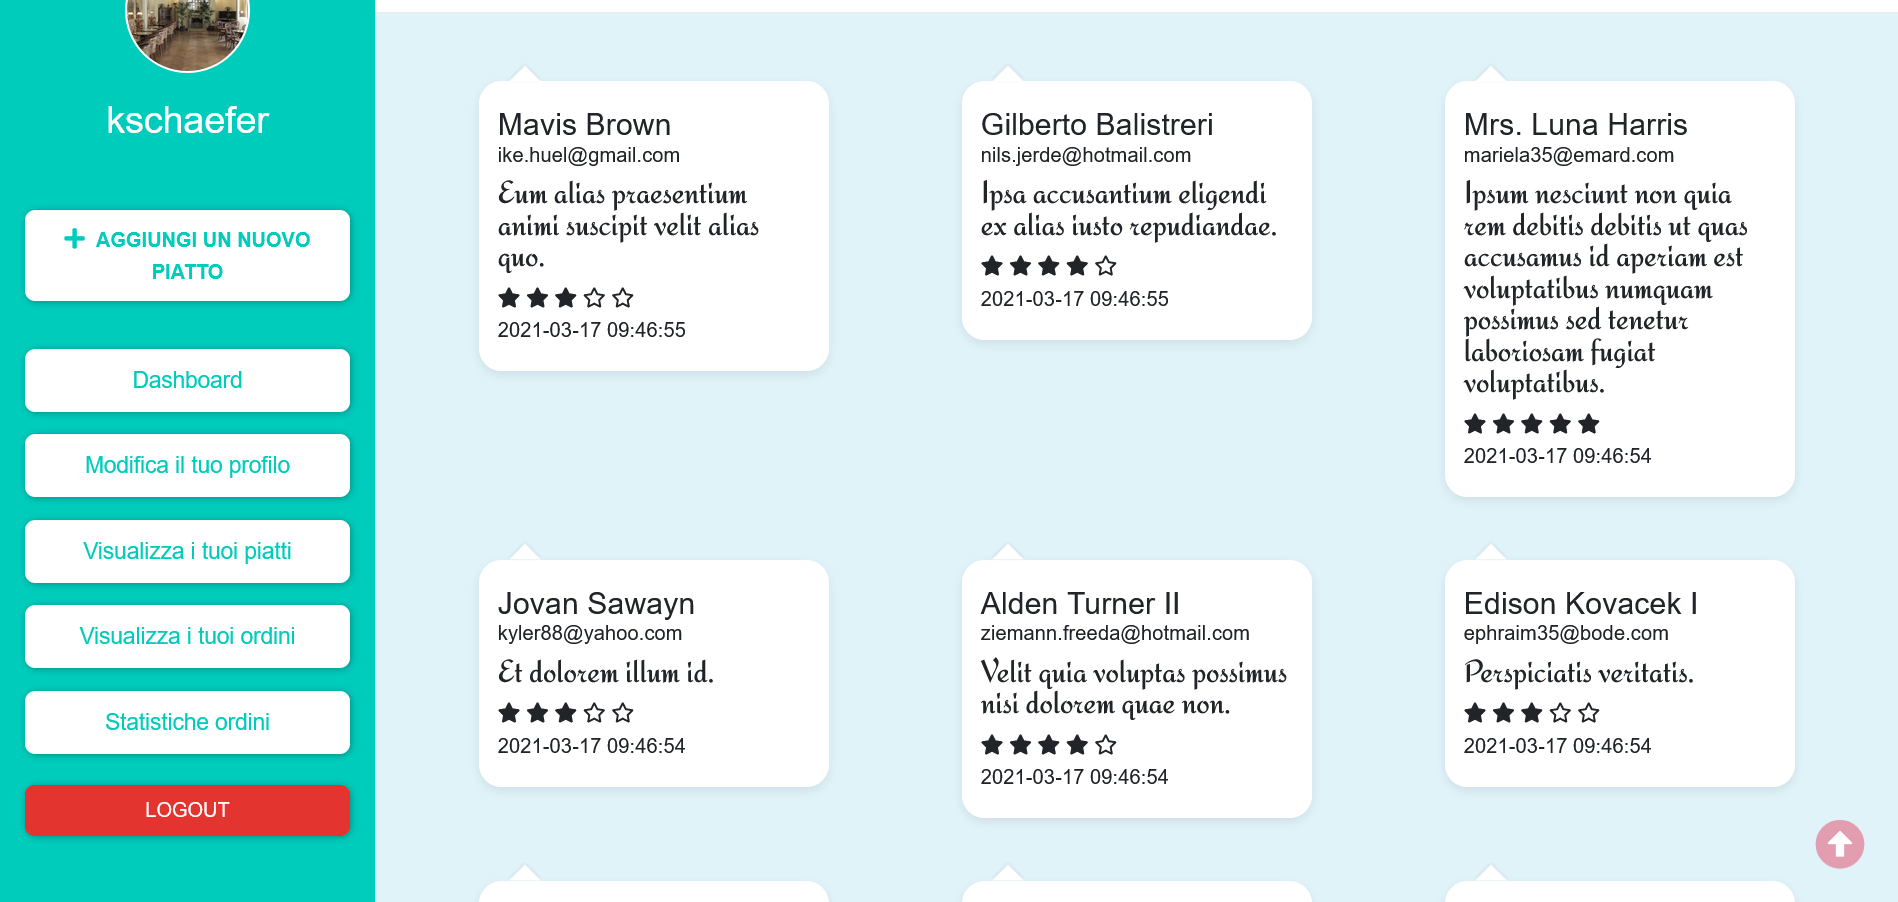 kschaefer
AGGIUNGI UN NUOVO
PIATTO
Dashboard
Modifica il tuo profilo
Visualizza i tuoi piatti
Visualizza i tuoi ordini
Statistiche ordini
LOGOUT
Mavis Brown
ike.huel@gmail.com
Eum alias praesentium
animi suscipit velit alias
quo.
2021-03-17 09:46:55
Gilberto Balistreri
nils.jerde@hotmail.com
Ipsa accusantium eligendi
ex alias iusto repudiandae.
2021-03-17 09:46:55
Mrs. Luna Harris
mariela35@emard.com
Ipsum nesciunt non quia
rem debitis debitis ut quas
accusamus id aperiam est
voluptatibus numquam
possimus sed tenetur
laboriosam fugiat
voluptatibus.
2021-03-17 09:46:54
Jovan Sawayn
kyler88@yahoo.com
Et dolorem illum id.
2021-03-17 09:46:54
Alden Turner II
ziemann.freeda@hotmail.com
Velit quia voluptas possimus
nisi dolorem quae non.
2021-03-17 09:46:54
Edison Kovacek I
ephraim35@bode.com
Perspiciatis veritatis.
2021-03-17 09:46:54